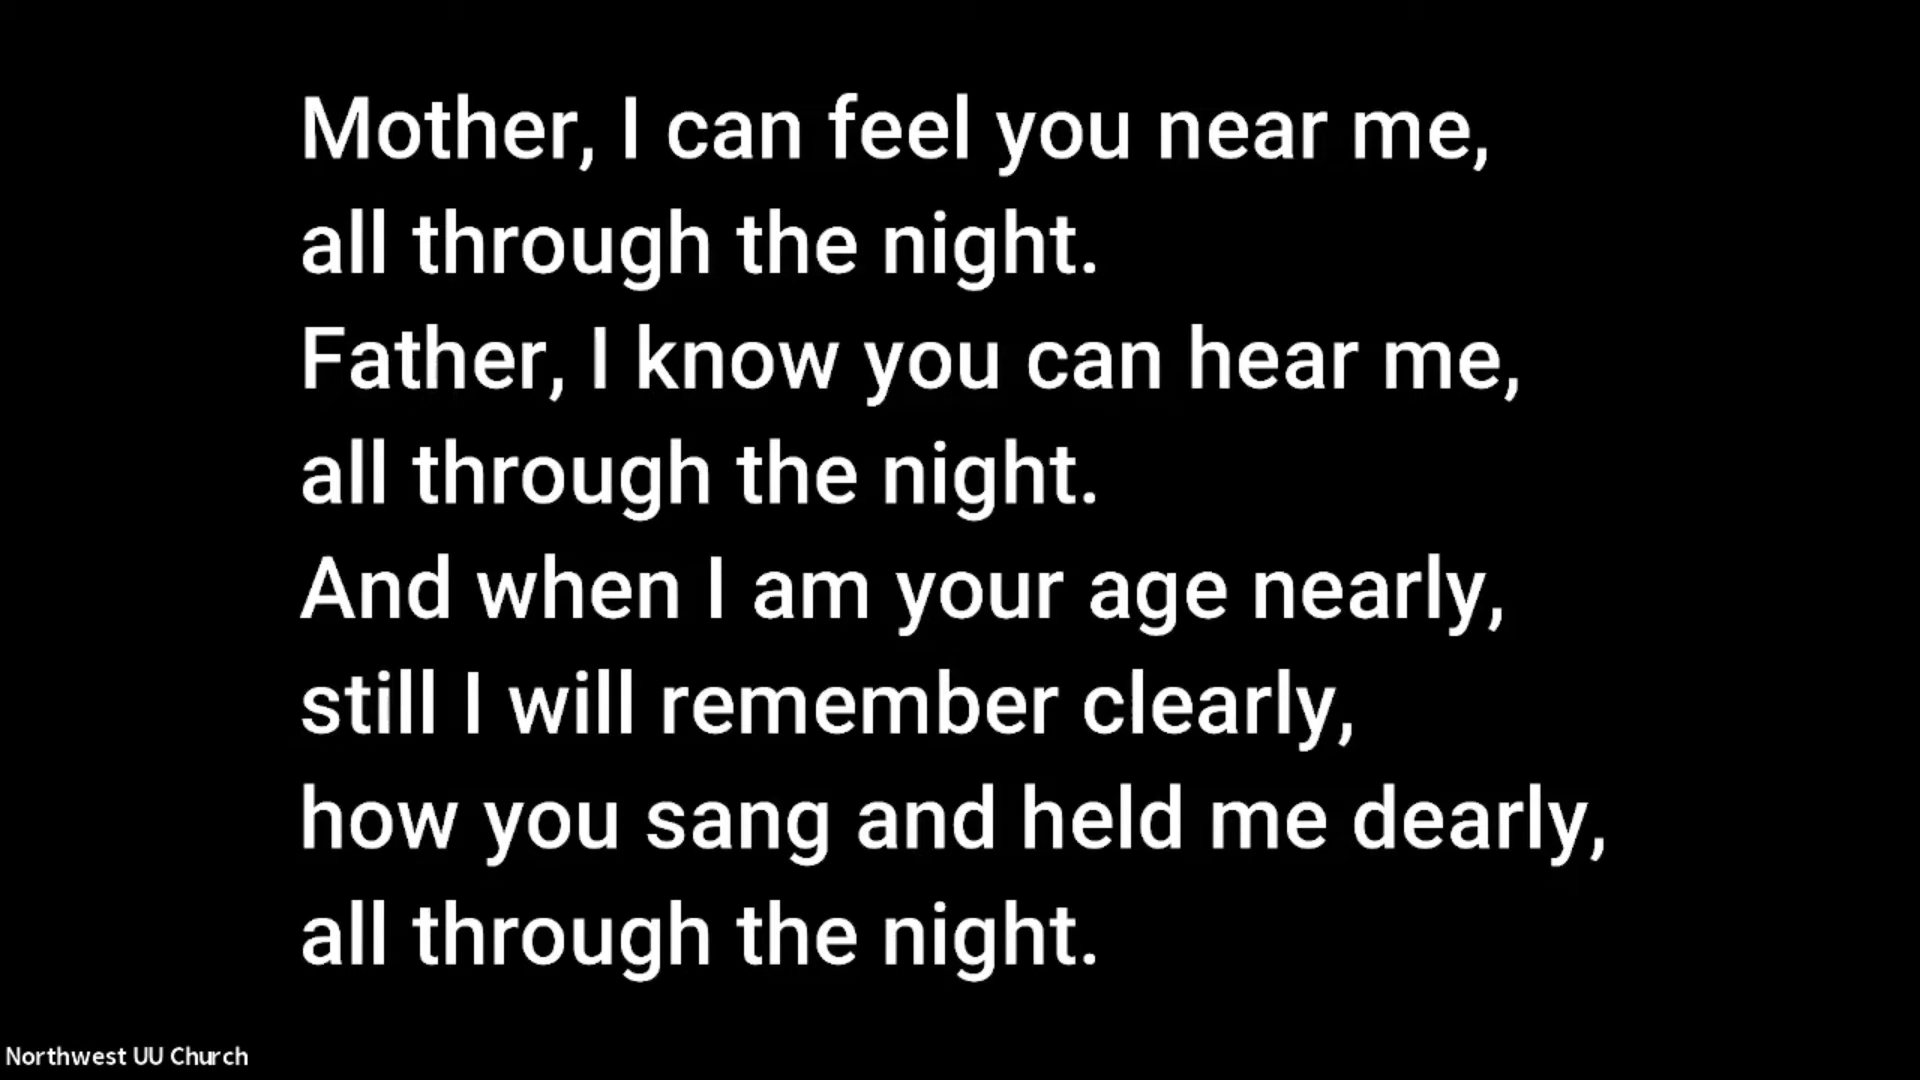 Mother, I can feel you near me,
all through the night.
Father, I know you can hear me,
all through the night.
And when I am your age nearly,
still I will remember clearly,
how you sang and held me dearly,
all through the night.
Northwest UU Church